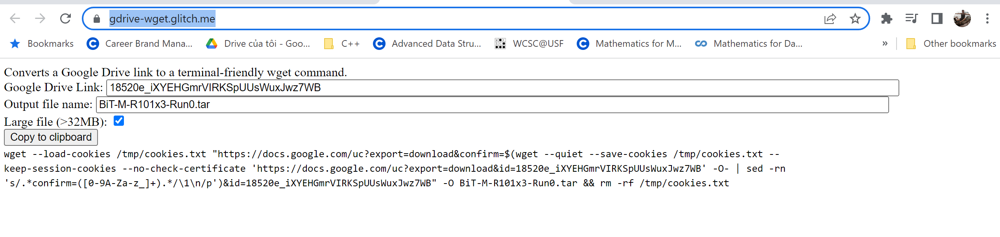 gdrive-wget.glitch.me
Bookmarks Career Brand Mana... Drive của tôi - Goo... C++ Advanced Data Stru... WCSC@USF Mathematics for M... Mathematics for Da... » Other bookmarks
Converts a Google Drive link to a terminal-friendly wget command.
Google Drive Link: 18520e_iXYEHGmrVIRKSpUUsWuxJwz7WB
Output file name: BiT-M-R101x3-Run0.tar
Large file (>32MB):
Copy to clipboard
wget --load-cookies /tmp/cookies.txt "https://docs.google.com/uc?export=download&confirm=$(wget --quiet --save-cookies /tmp/cookies.txt --
keep-session-cookies --no-check-certificate 'https://docs.google.com/uc?export=download&id=18520e_iXYEHGmrVIRKSpUUsWuxJwz7WB' -O- | sed -rn
's/.*confirm=([0-9A-Za-z_]+).*/\1\n/p')&id=18520e_iXYEHGmrVIRKSpUUsWuxJwz7WB" -O BiT-M-R101x3-Run0.tar && rm -rf /tmp/cookies.txt